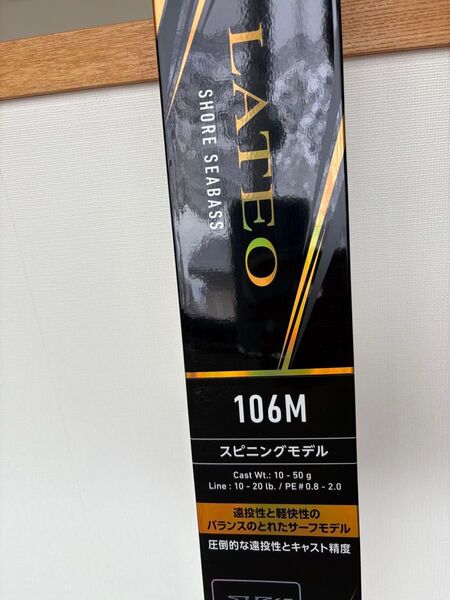 LATEO
SHORE SEABASS
106M
スピニングモデル
Cast Wt.: 10 - 50 g
Line : 10 - 20 lb. / PE # 0.8 - 2.0
遠投性と軽快性の
バランスのとれたサーフモデル
圧倒的な遠投性とキャスト精度